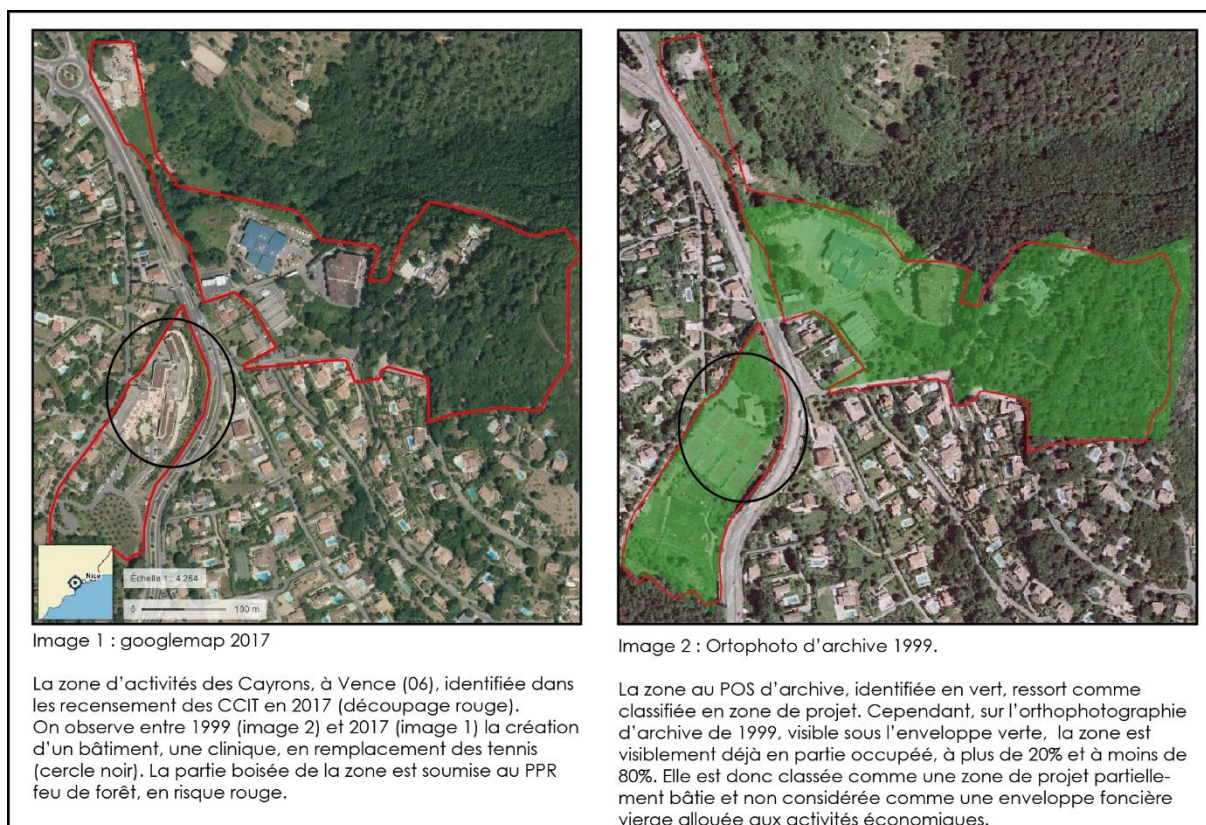 Nice
Échelle 1 : 4 264
0 100 m
Image 1 : googlemap 2017
La zone d'activités des Cayrons, à Vence (06), identifiée dans
les recensement des CCIT en 2017 (découpage rouge).
On observe entre 1999 (image 2) et 2017 (image 1) la création
d'un bâtiment, une clinique, en remplacement des tennis
(cercle noir). La partie boisée de la zone est soumise au PPR
feu de forêt, en risque rouge.
Image 2 : Ortophoto d'archive 1999.
La zone au POS d'archive, identifiée en vert, ressort comme
classifiée en zone de projet. Cependant, sur l'orthophotographie
d'archive de 1999, visible sous l'enveloppe verte, la zone est
visiblement déjà en partie occupée, à plus de 20% et à moins de
80%. Elle est donc classée comme une zone de projet partielle-
ment bâtie et non considérée comme une enveloppe foncière
vierge allouée aux activités économiques.